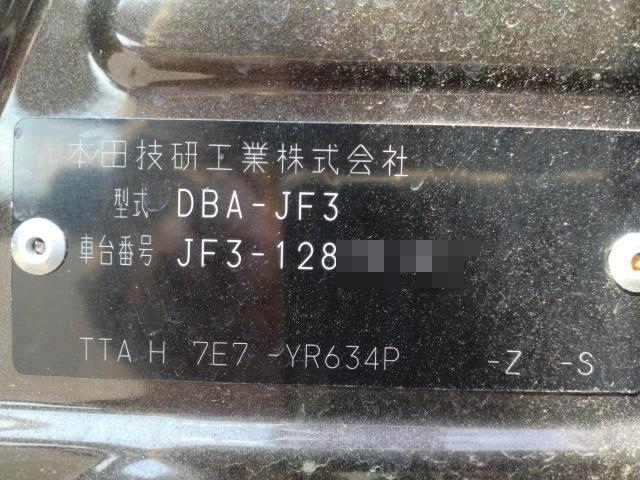 本田技研工業株式会社
型式 DBA-JF3
車台番号 JF3-128
TTA H 7E7 -YR634P -Z -S